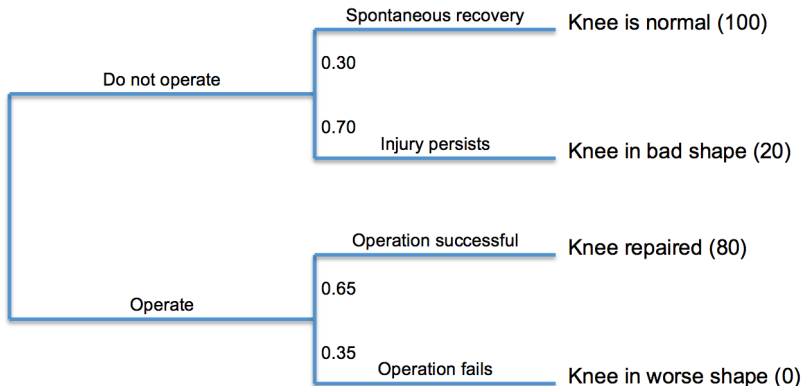 Spontaneous recovery
Knee is normal (100)
0.30
Do not operate
0.70
Injury persists
Knee in bad shape (20)
Operation successful
Knee repaired (80)
0.65
Operate
0.35
Operation fails
Knee in worse shape (0)